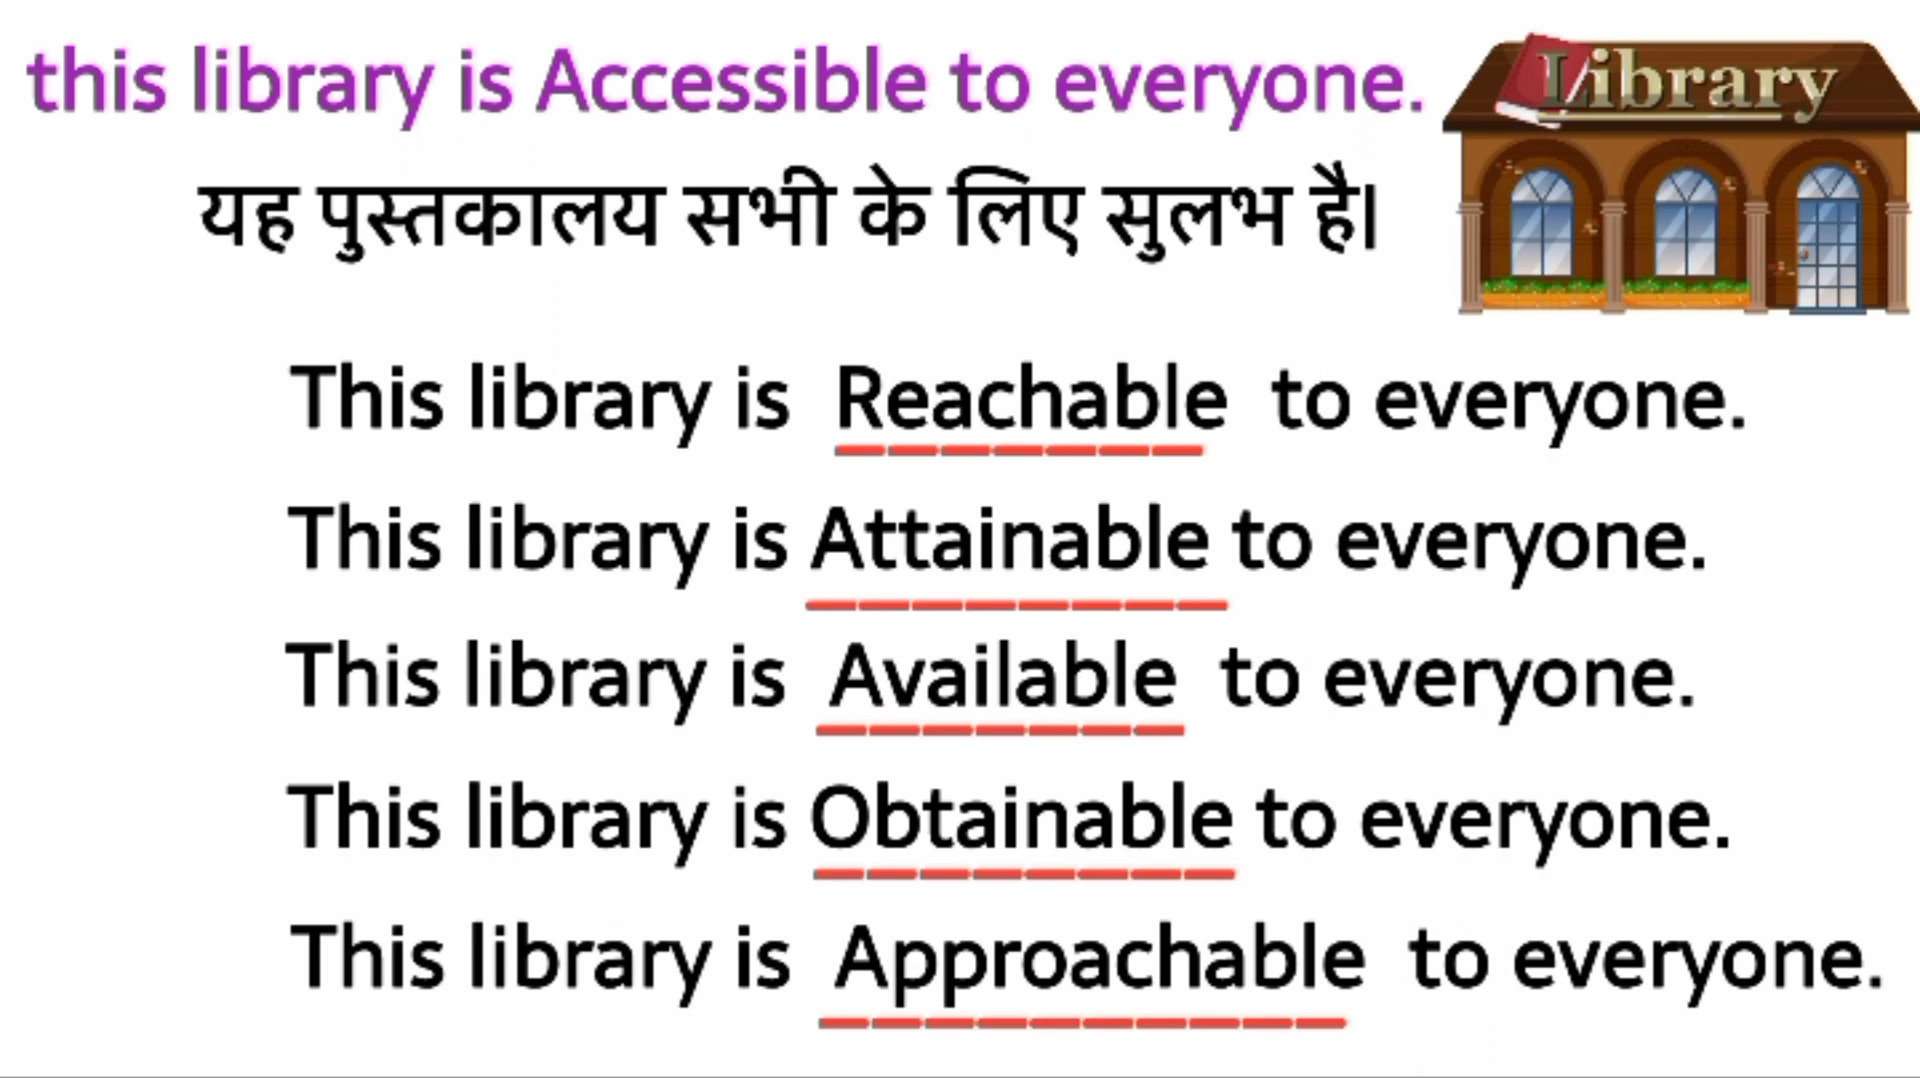 this library is Accessible to everyone.
Library
यह पुस्तकालय सभी के लिए सुलभ है।
This library is Reachable to everyone.
This library is Attainable to everyone.
This library is Available to everyone.
This library is Obtainable to everyone.
This library is Approachable to everyone.